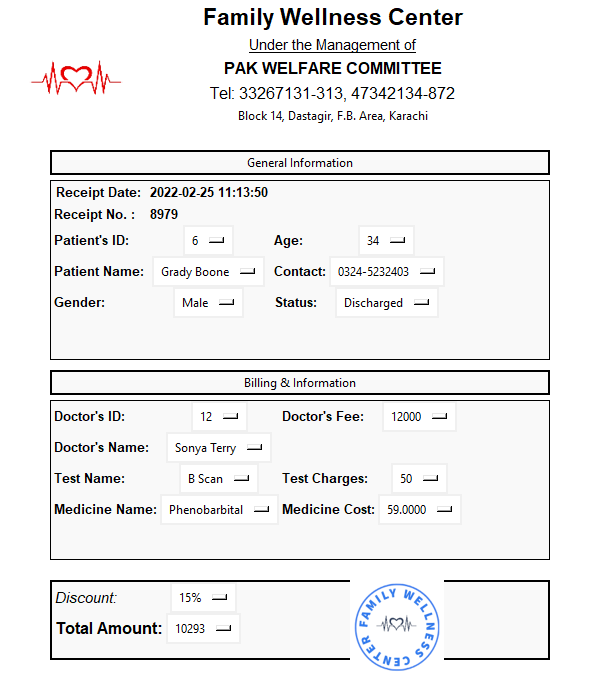 Family Wellness Center
Under the Management of
PAK WELFARE COMMITTEE
Tel: 33267131-313, 47342134-872
Block 14, Dastagir, F.B. Area, Karachi
General Information
Receipt Date: 2022-02-25 11:13:50
Receipt No. : 8979
Patient's ID: 6 Age: 34
Patient Name: Grady Boone Contact: 0324-5232403
Gender: Male Status: Discharged
Billing & Information
Doctor's ID: 12 Doctor's Fee: 12000
Doctor's Name: Sonya Terry
Test Name: B Scan Test Charges: 50
Medicine Name: Phenobarbital Medicine Cost: 59.0000
Discount: 15%
Total Amount: 10293
FAMILY WELLNESS CENTER